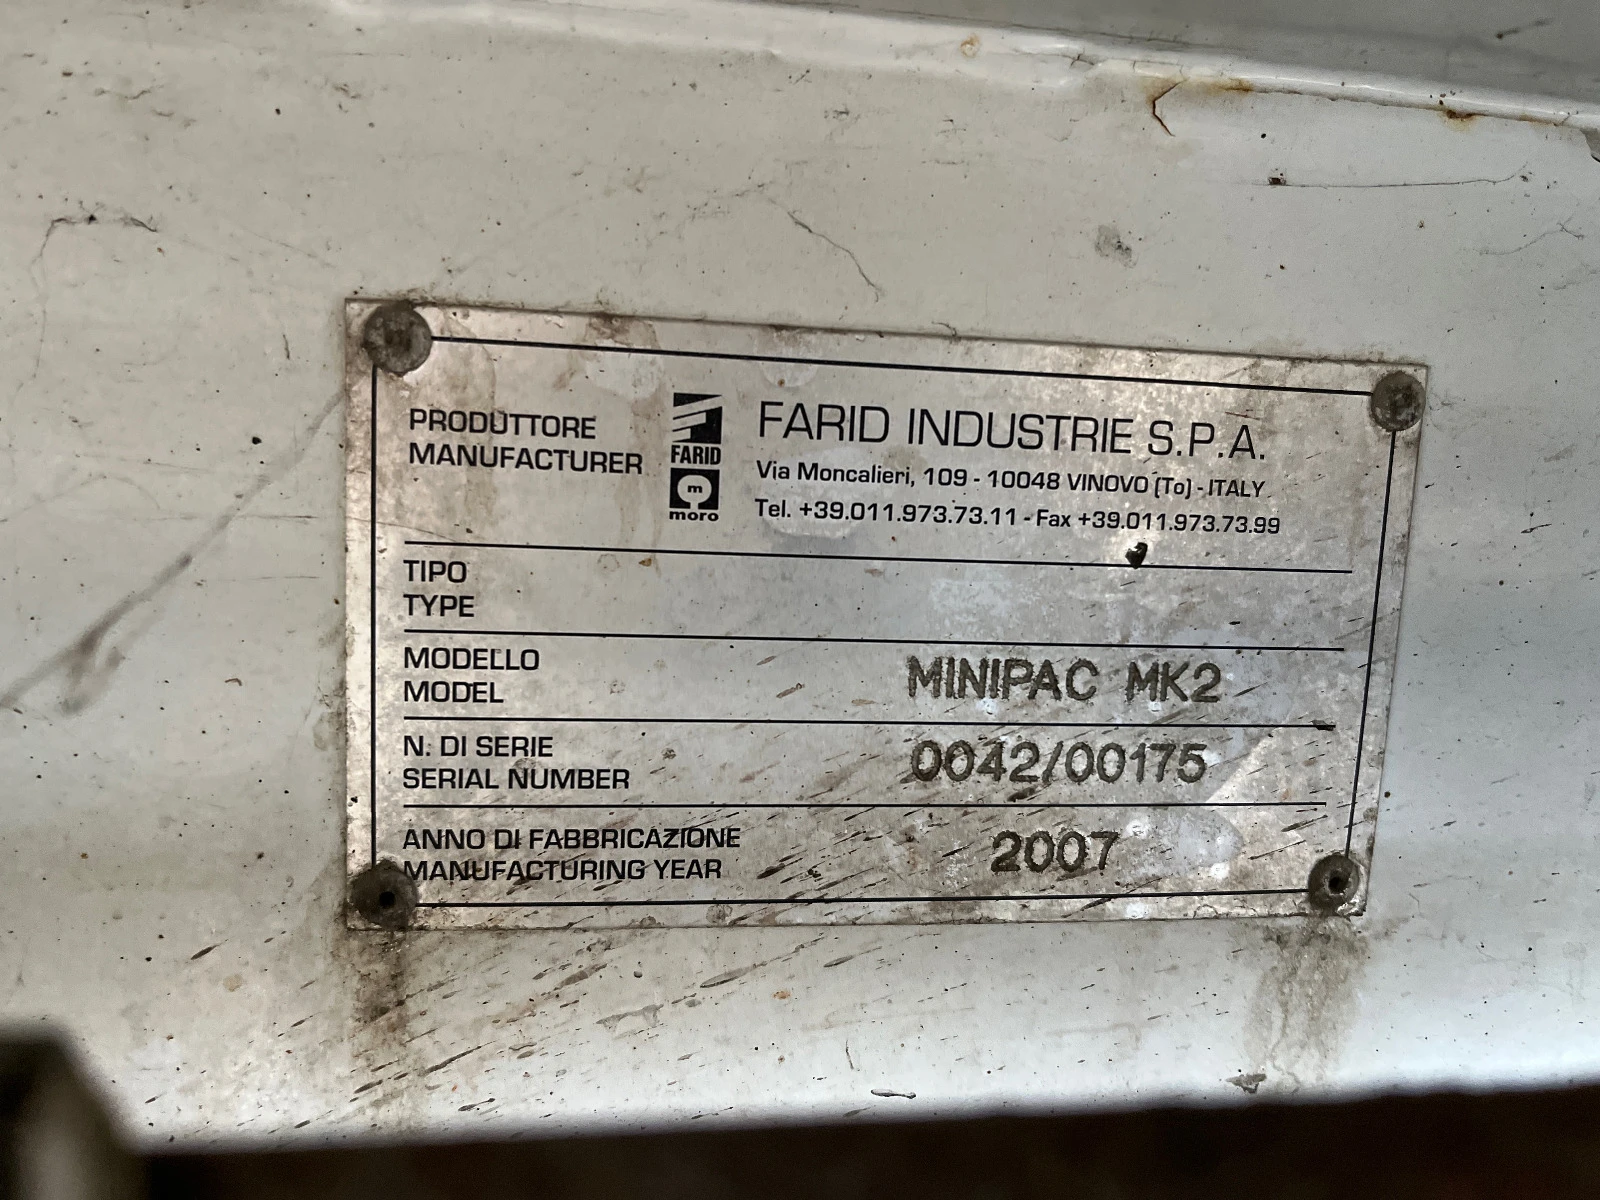 PRODUTTORE
MANUFACTURER
FARID
m
moro
FARID INDUSTRIE S.P.A.
Via Moncalieri, 109 - 10048 VINOVO (To) - ITALY
Tel. +39.011.973.73.11 - Fax +39.011.973.73.99
TIPO
TYPE
MODELLO
MODEL
MINIPAC MK2
N. DI SERIE
SERIAL NUMBER
0042/00175
ANNO DI FABBRICAZIONE
MANUFACTURING YEAR
2007